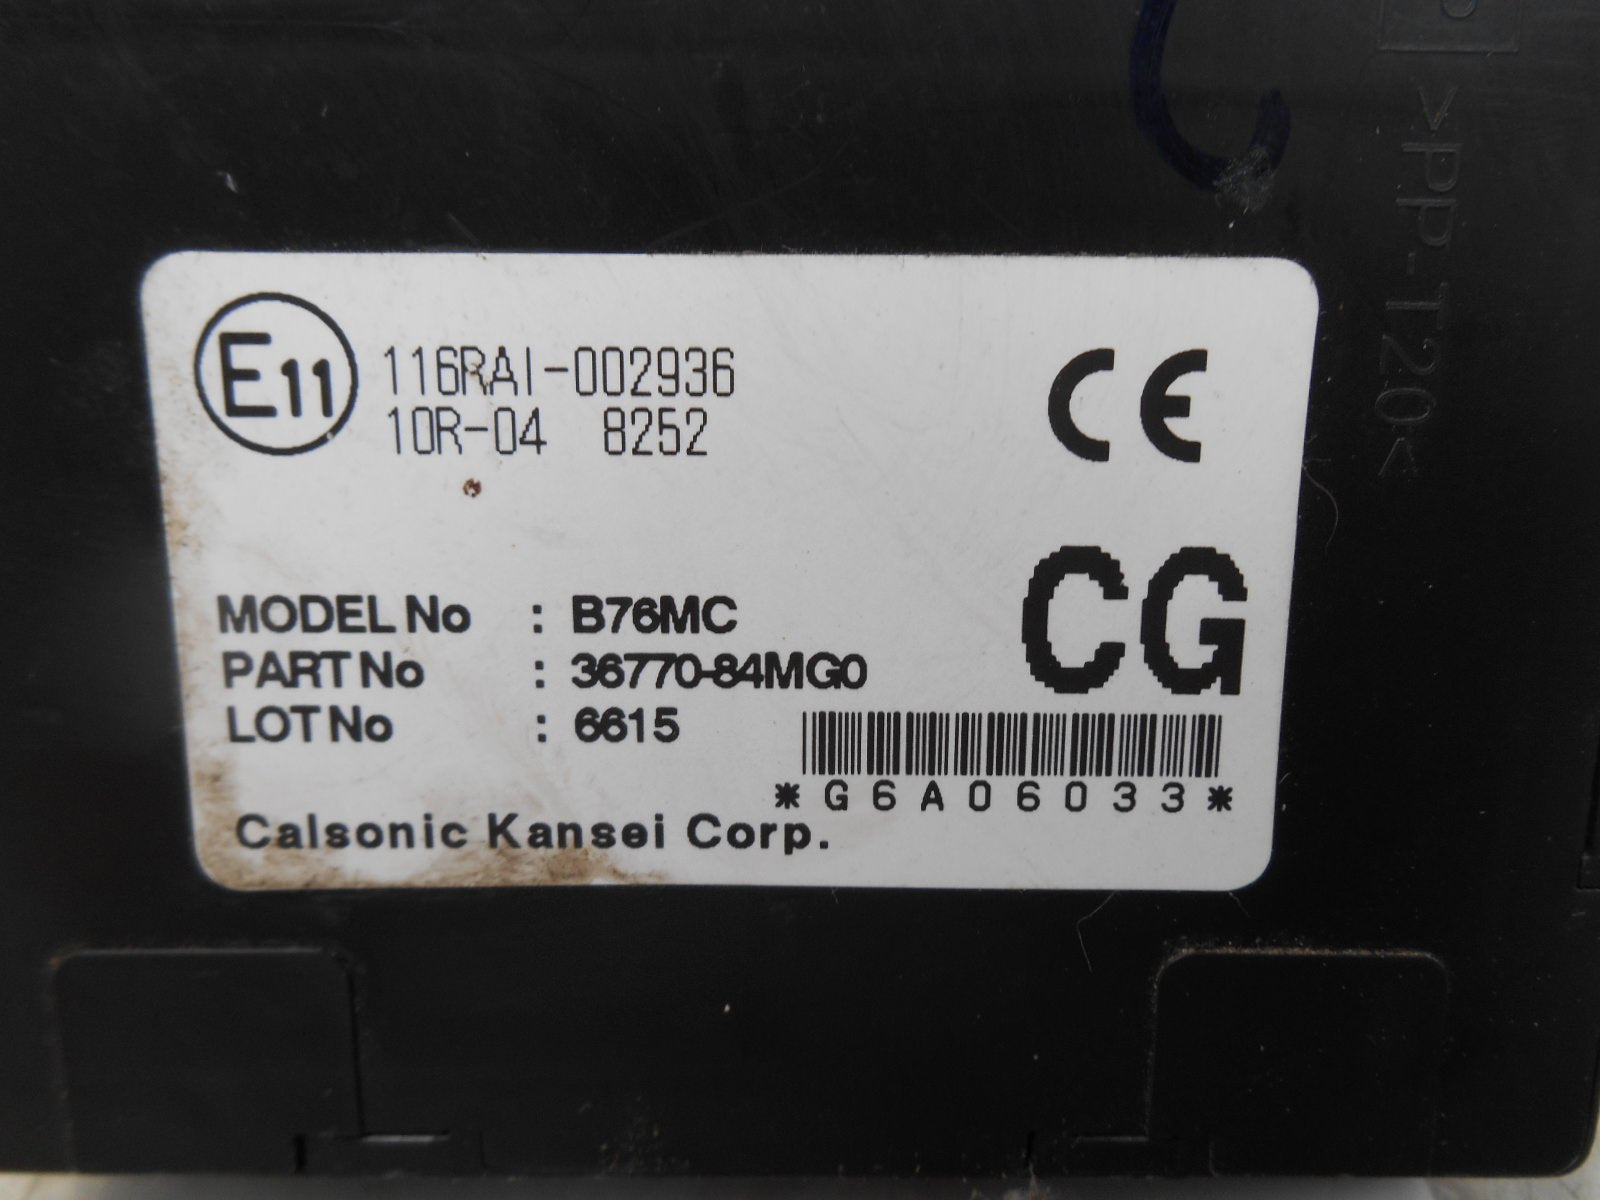 E11
116RAI-002936
10R-04 8252
CE
MODEL No : B76MC
PART No : 36770-84MG0
LOT No : 6615
CG
*G6A06033*
Calsonic Kansei Corp.
>PP-T20<